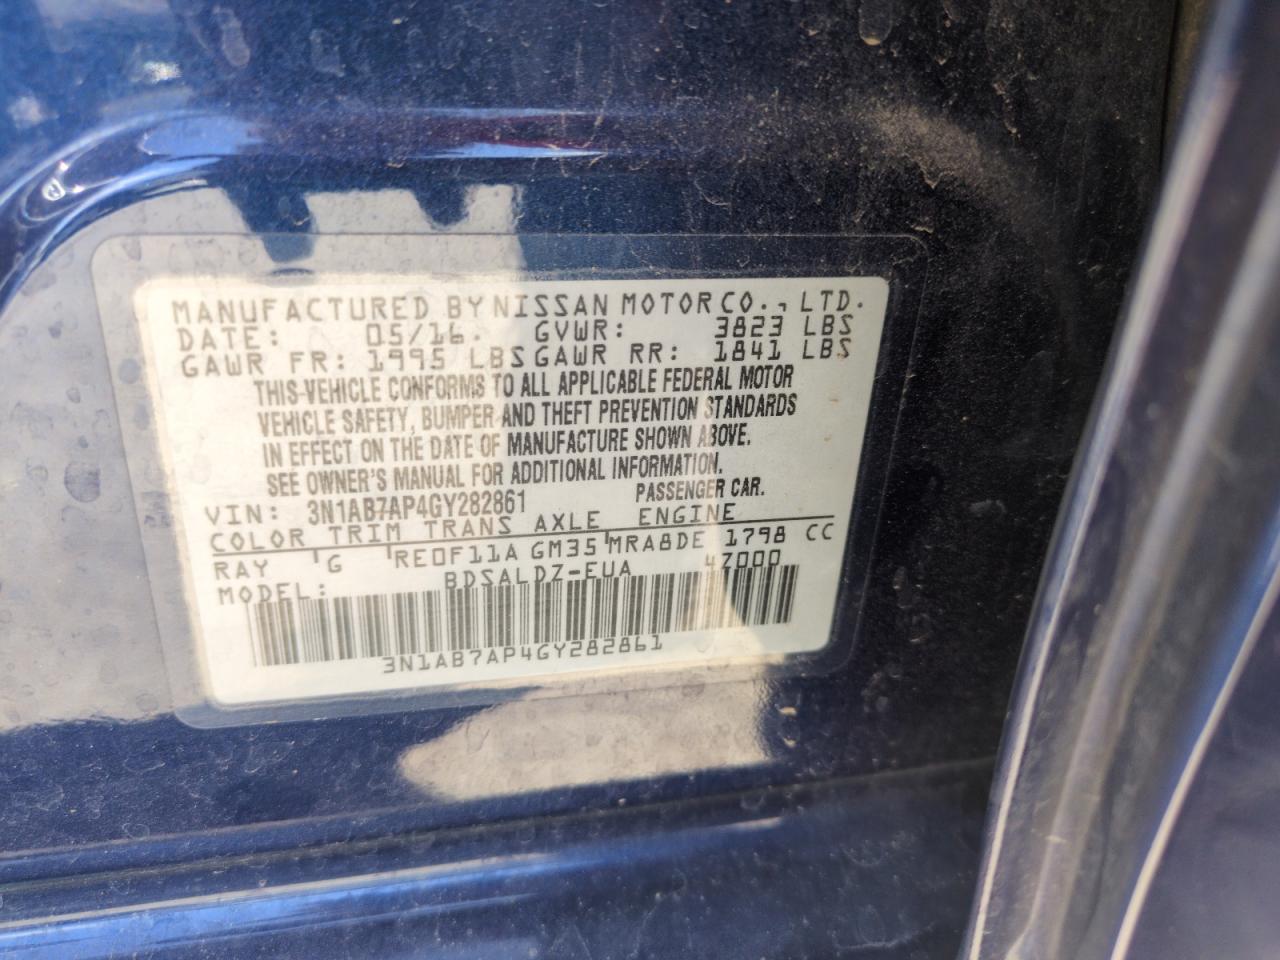 MANUFACTURED BY NISSAN MOTOR CO., LTD.
DATE: 05/16. GVWR: 3823 LBS
GAWR FR: 1995 LBS GAWR RR: 1841 LBS
THIS VEHICLE CONFORMS TO ALL APPLICABLE FEDERAL MOTOR
VEHICLE SAFETY, BUMPER AND THEFT PREVENTION STANDARDS
IN EFFECT ON THE DATE OF MANUFACTURE SHOWN ABOVE.
SEE OWNER'S MANUAL FOR ADDITIONAL INFORMATION.
VIN: 3N1AB7AP4GY282861 PASSENGER CAR.
COLOR TRIM TRANS AXLE ENGINE
RAY G RE0F11A GM35 MRA8DE 1798 CC
MODEL: BDSALDZ-EUA 47000
3N1AB7AP4GY282861